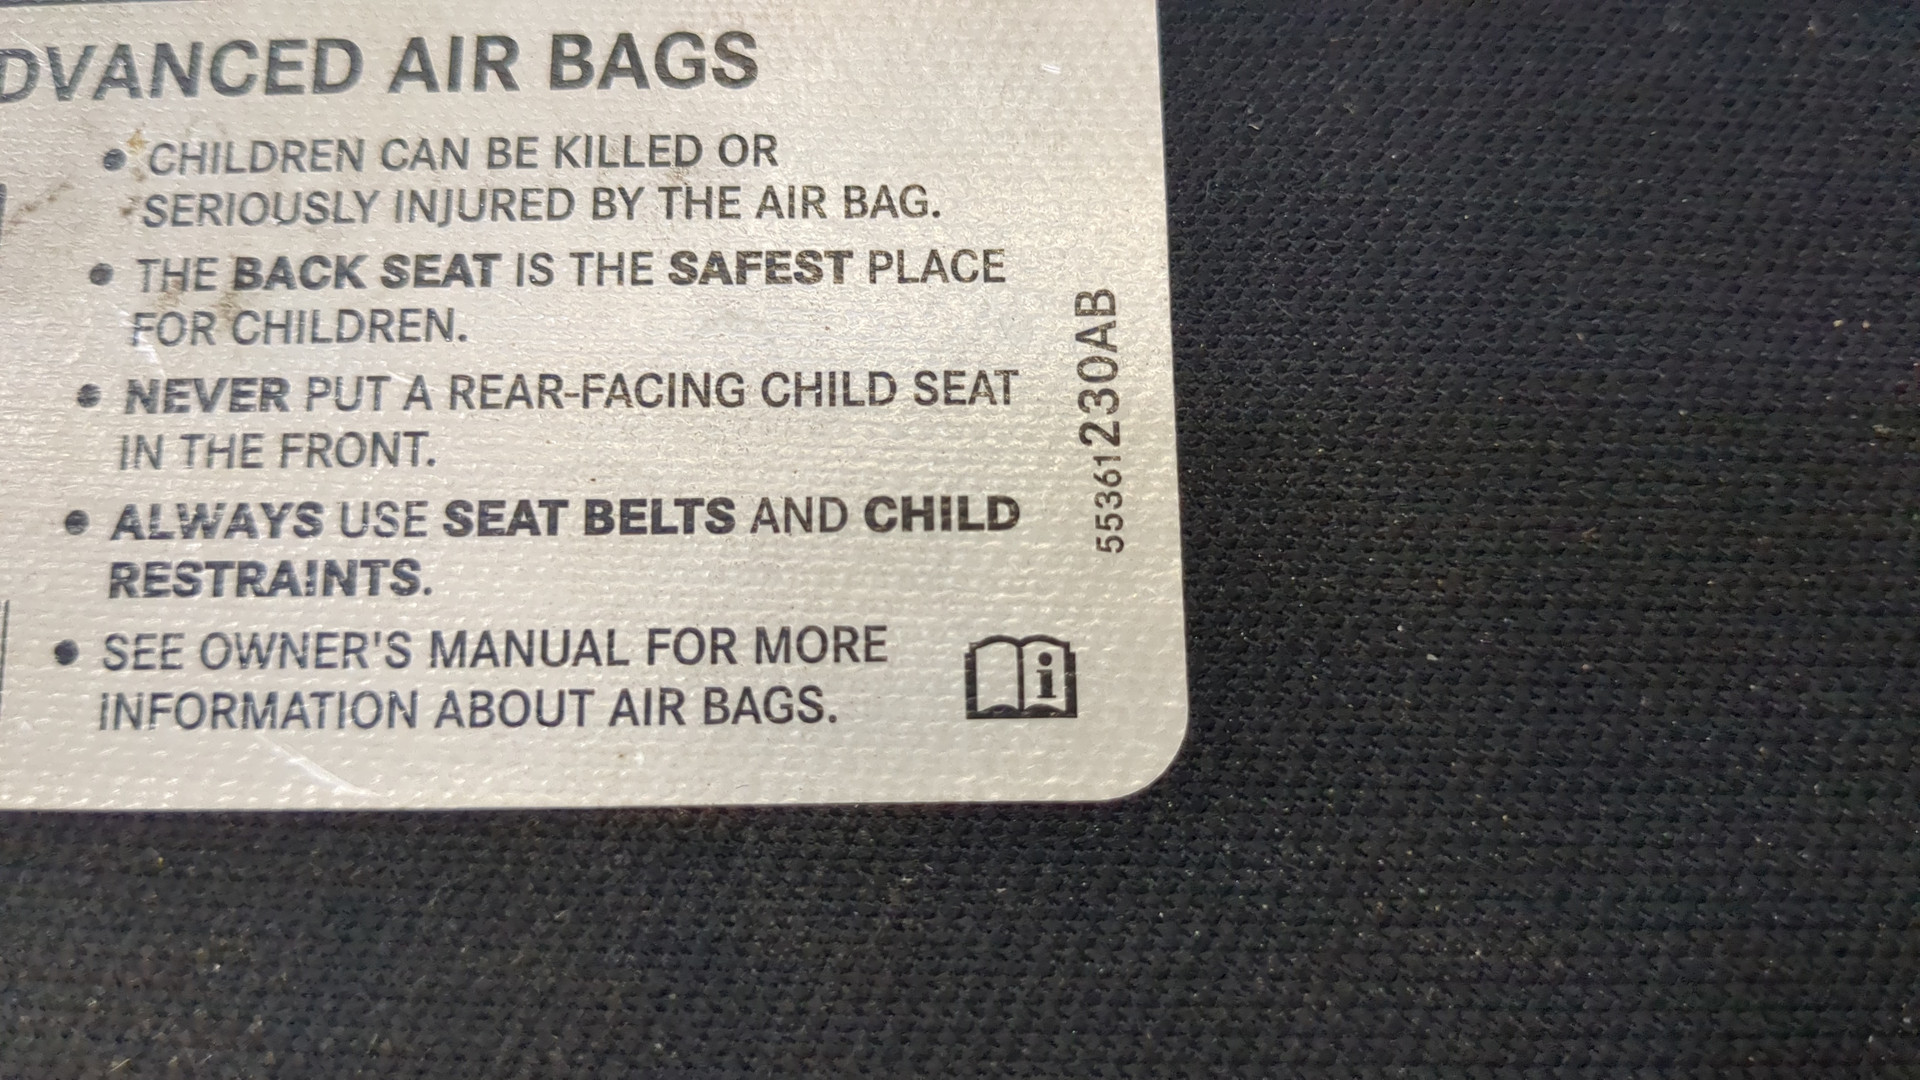 DVANCED AIR BAGS
• CHILDREN CAN BE KILLED OR
SERIOUSLY INJURED BY THE AIR BAG.
• THE BACK SEAT IS THE SAFEST PLACE
FOR CHILDREN.
• NEVER PUT A REAR-FACING CHILD SEAT
IN THE FRONT.
• ALWAYS USE SEAT BELTS AND CHILD
RESTRAINTS.
• SEE OWNER'S MANUAL FOR MORE
INFORMATION ABOUT AIR BAGS.
i
55361230AB